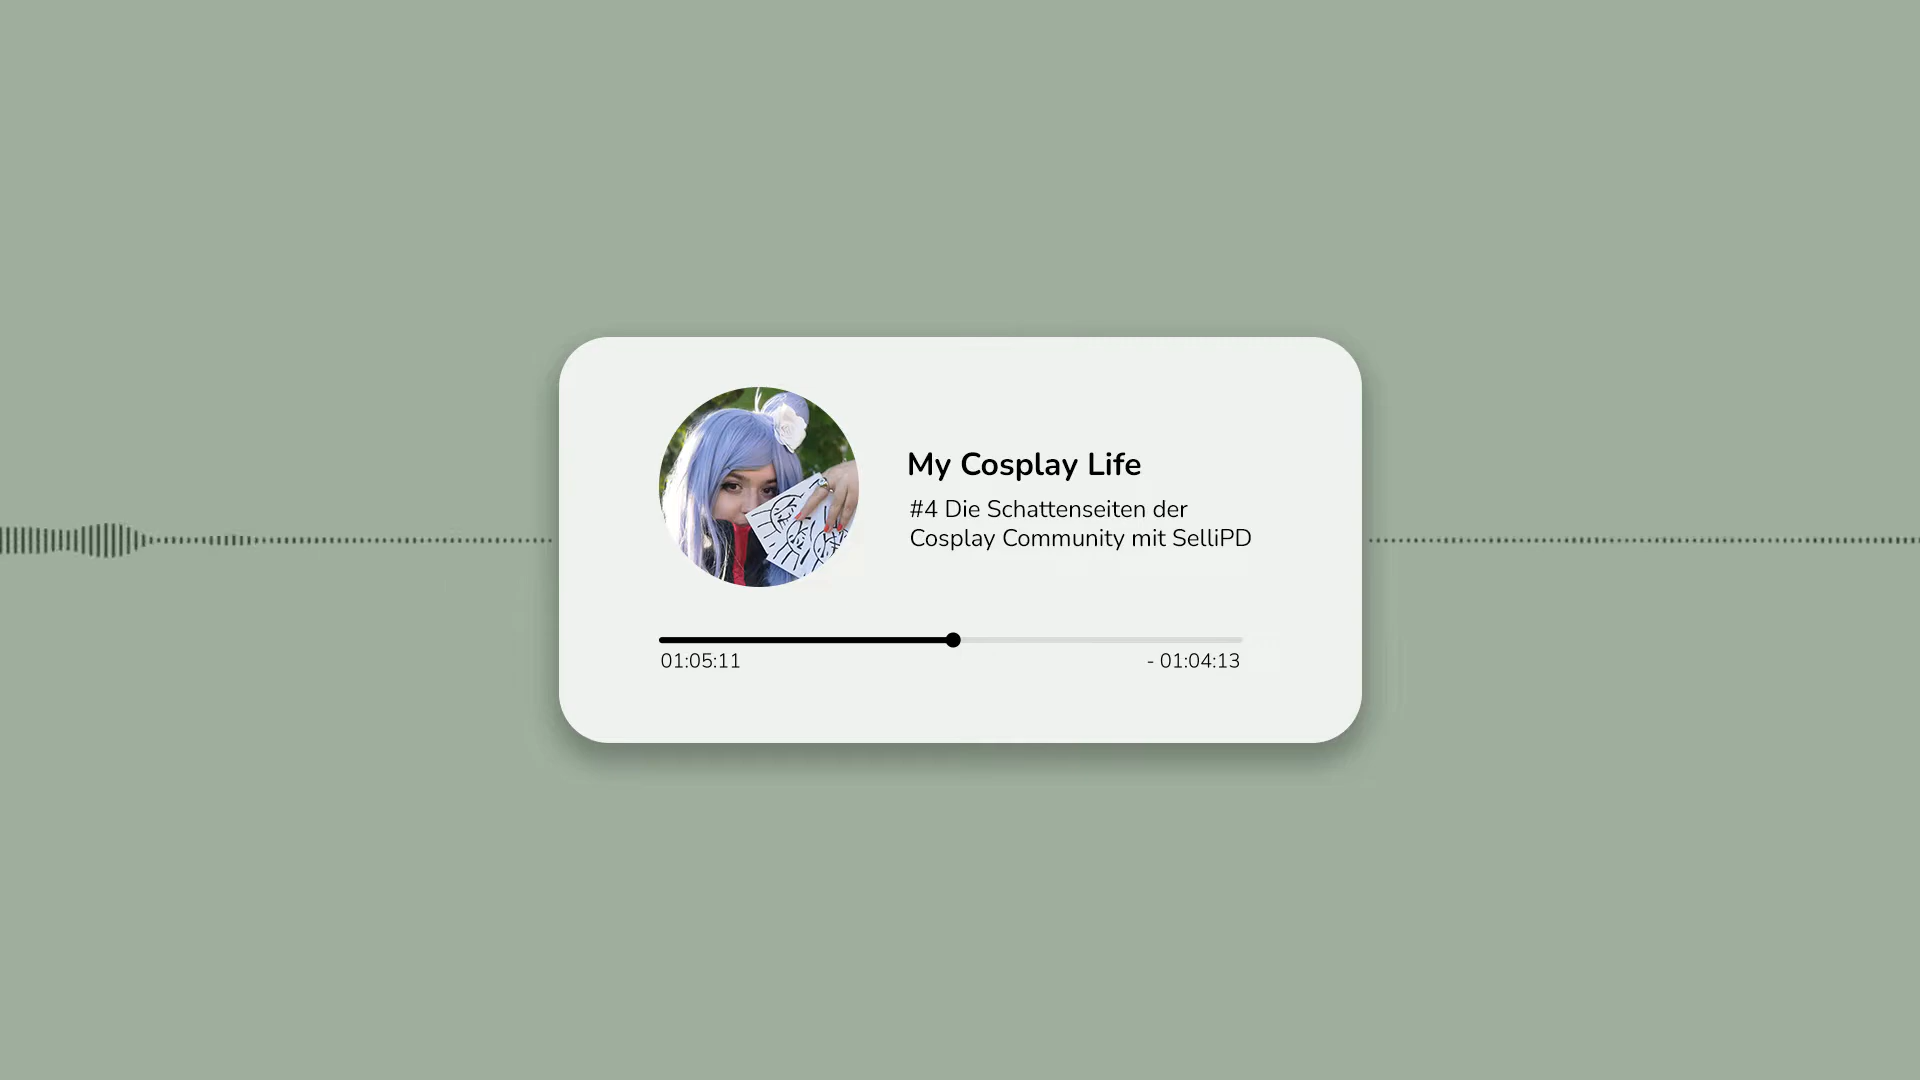 My Cosplay Life
#4 Die Schattenseiten der
Cosplay Community mit SelliPD
01:05:11
- 01:04:13